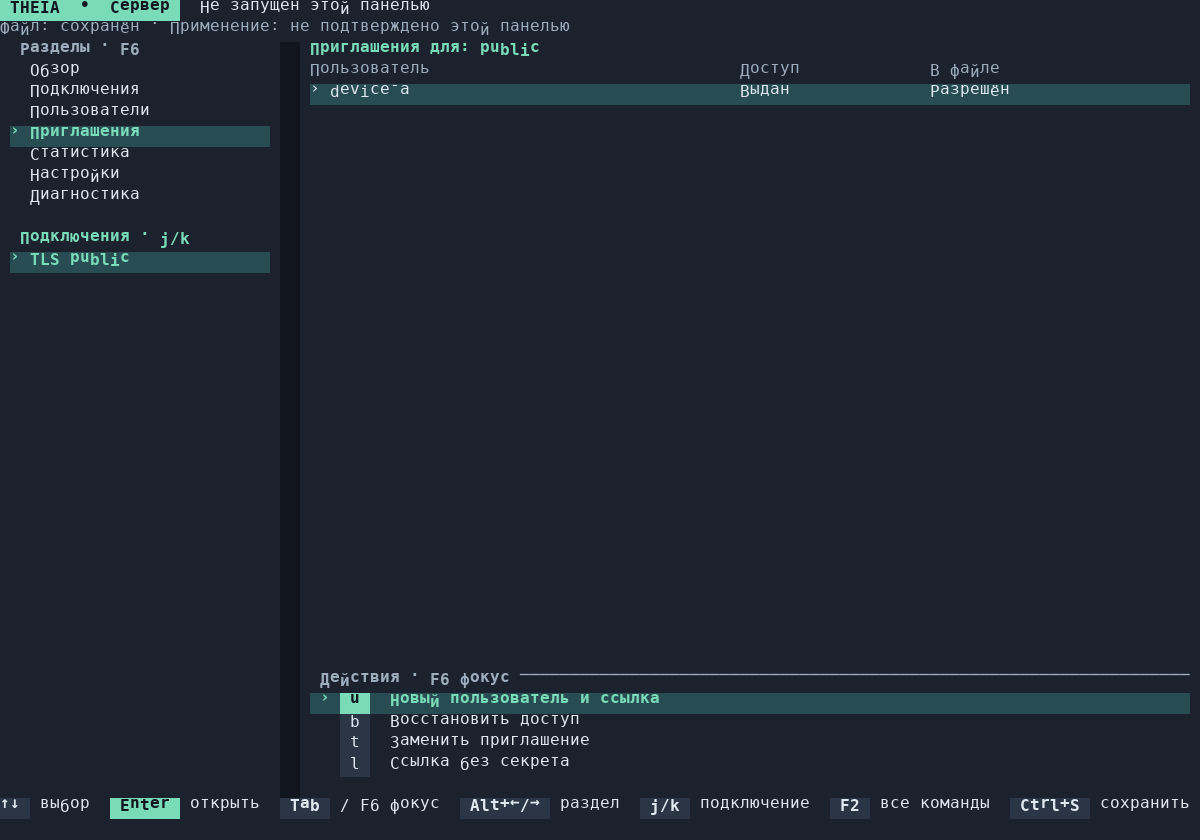 THEIA • Сервер Не запущен этой панелью
Файл: сохранён · Применение: не подтверждено этой панелью
Разделы · F6
Обзор
Подключения
Пользователи
› Приглашения
Статистика
Настройки
Диагностика
Подключения · j/k
› TLS public
Приглашения для: public
Пользователь Доступ В файле
› device-a Выдан Разрешён
Действия · F6 фокус
› u Новый пользователь и ссылка
b Восстановить доступ
t Заменить приглашение
l Ссылка без секрета
↑↓ выбор Enter открыть Tab / F6 фокус Alt+←/→ раздел j/k подключение F2 все команды Ctrl+S сохранить